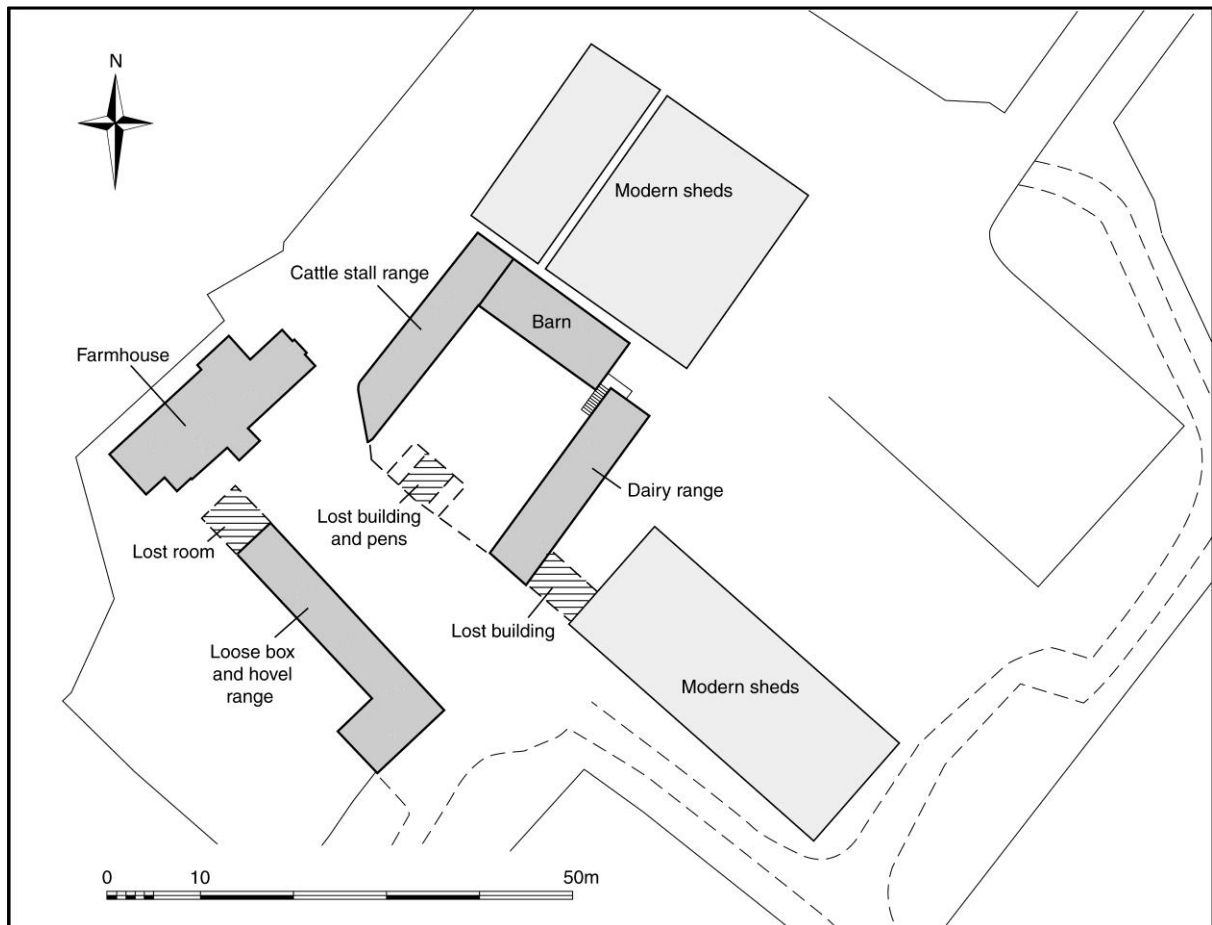 N
Modern sheds
Cattle stall range
Barn
Farmhouse
Dairy range
Lost building
and pens
Lost room
Lost building
Loose box
and hovel
range
Modern sheds
0 10 50m